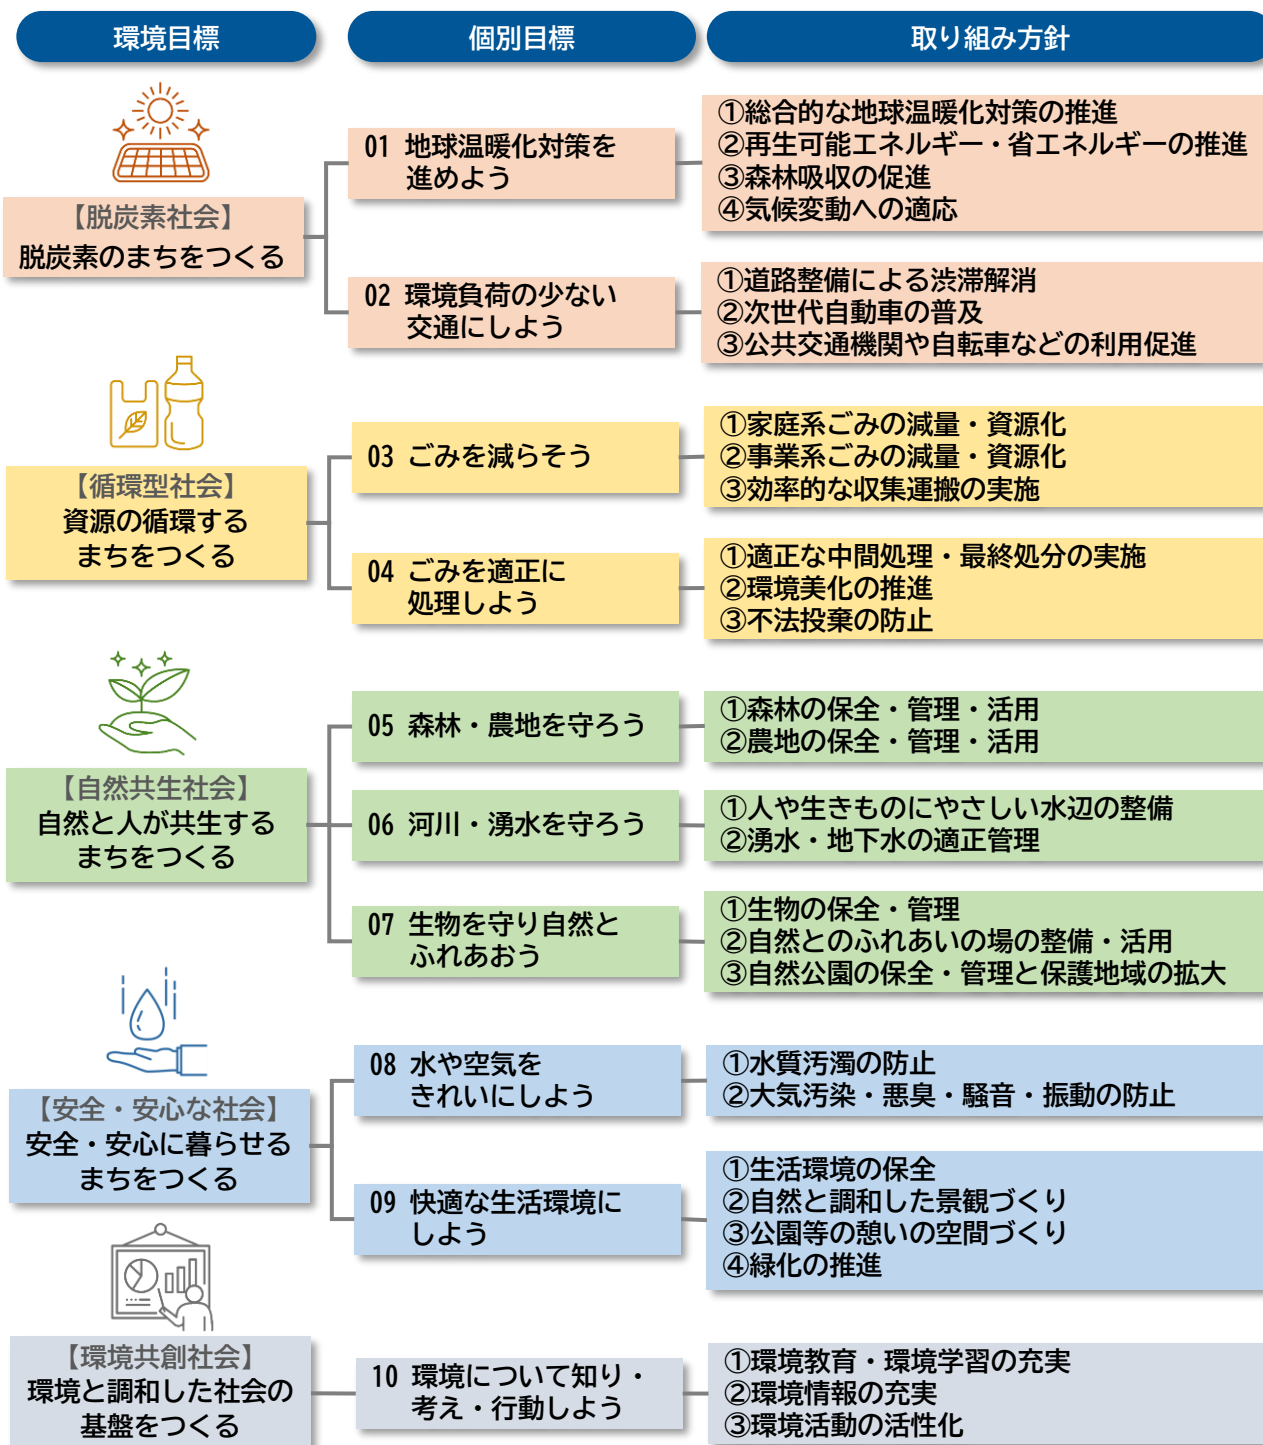 環境目標
個別目標
取り組み方針
【脱炭素社会】
脱炭素のまちをつくる
01 地球温暖化対策を
進めよう
①総合的な地球温暖化対策の推進
②再生可能エネルギー・省エネルギーの推進
③森林吸収の促進
④気候変動への適応
02 環境負荷の少ない
交通にしよう
①道路整備による渋滞解消
②次世代自動車の普及
③公共交通機関や自転車などの利用促進
【循環型社会】
資源の循環する
まちをつくる
03 ごみを減らそう
①家庭系ごみの減量・資源化
②事業系ごみの減量・資源化
③効率的な収集運搬の実施
04 ごみを適正に
処理しよう
①適正な中間処理・最終処分の実施
②環境美化の推進
③不法投棄の防止
【自然共生社会】
自然と人が共生する
まちをつくる
05 森林・農地を守ろう
①森林の保全・管理・活用
②農地の保全・管理・活用
06 河川・湧水を守ろう
①人や生きものにやさしい水辺の整備
②湧水・地下水の適正管理
07 生物を守り自然と
ふれあおう
①生物の保全・管理
②自然とのふれあいの場の整備・活用
③自然公園の保全・管理と保護地域の拡大
【安全・安心な社会】
安全・安心に暮らせる
まちをつくる
08 水や空気を
きれいにしよう
①水質汚濁の防止
②大気汚染・悪臭・騒音・振動の防止
09 快適な生活環境に
しよう
①生活環境の保全
②自然と調和した景観づくり
③公園等の憩いの空間づくり
④緑化の推進
【環境共創社会】
環境と調和した社会の
基盤をつくる
10 環境について知り・
考え・行動しよう
①環境教育・環境学習の充実
②環境情報の充実
③環境活動の活性化